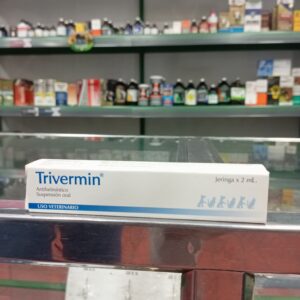 Trivermin®
Jeringa x 2 mL.
Antihelmíntico
Suspensión oral
USO VETERINARIO